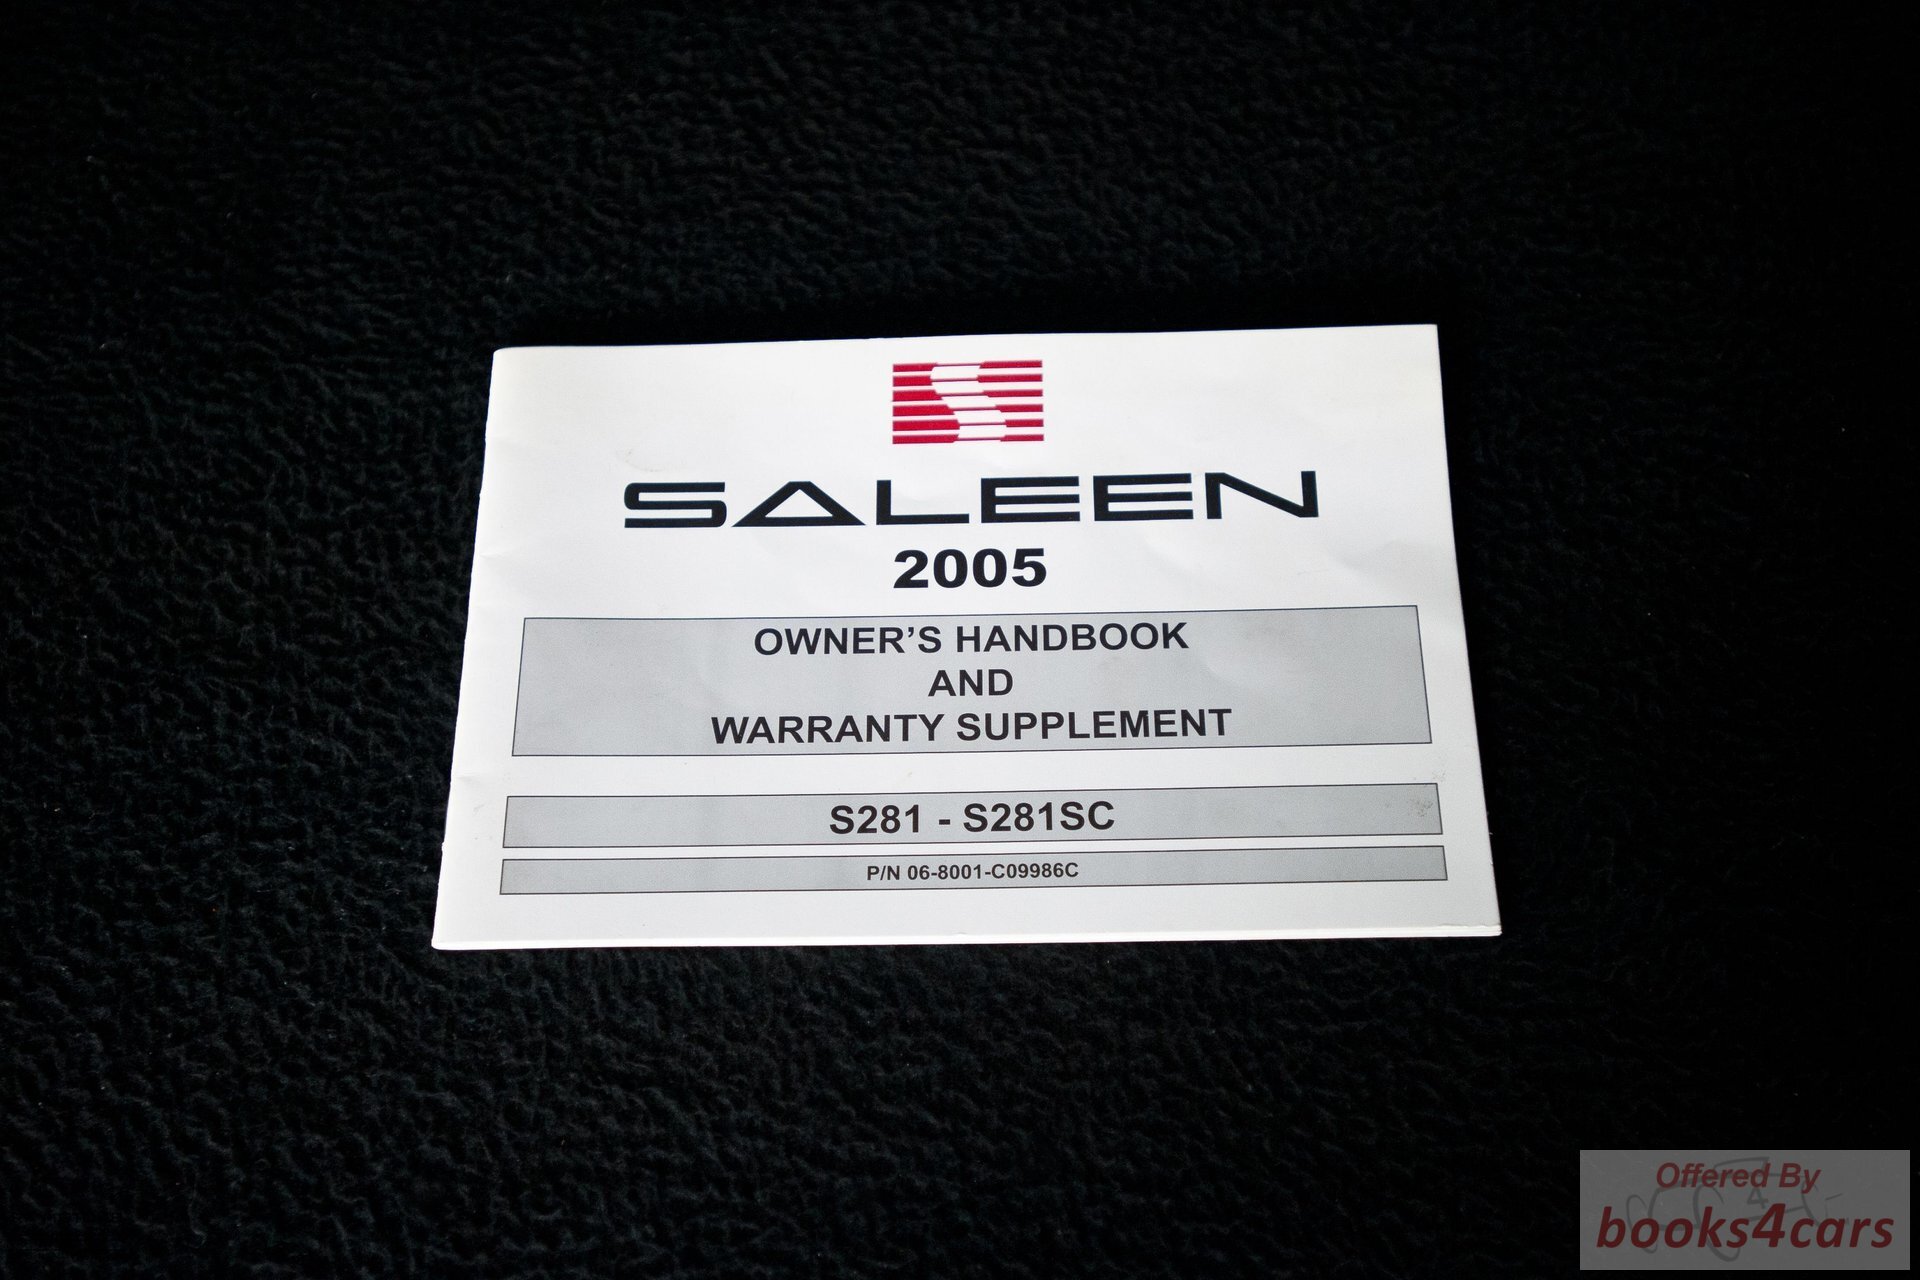 SALEEN
2005
OWNER'S HANDBOOK
AND
WARRANTY SUPPLEMENT
S281 - S281SC
P/N 06-8001-C09986C
Offered By
books4cars